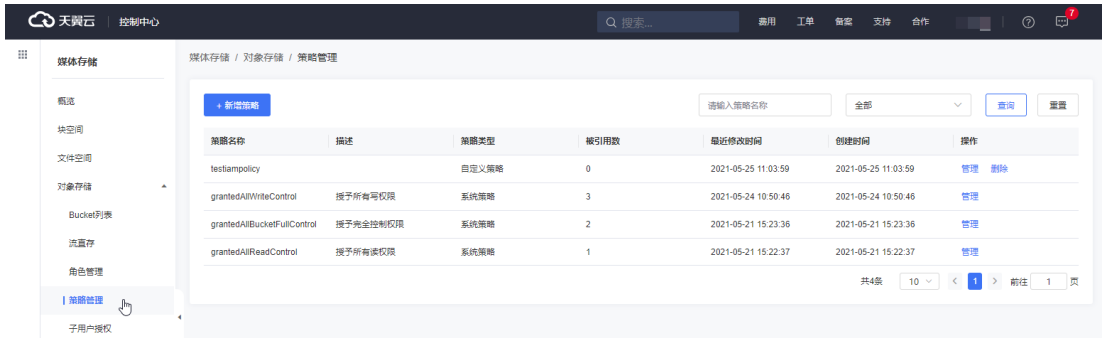 天翼云 控制中心 搜索... 费用 工单 备案 支持 合作 7
媒体存储 媒体存储 / 对象存储 / 策略管理
概览
块空间
文件空间
对象存储
Bucket列表
流直存
角色管理
策略管理
子用户授权
+ 新增策略 请输入策略名称 全部 查询 重置
策略名称 描述 策略类型 被引用数 最近修改时间 创建时间 操作
testiampolicy 自定义策略 0 2021-05-25 11:03:59 2021-05-25 11:03:59 管理 删除
grantedAllWriteControl 授予所有写权限 系统策略 3 2021-05-24 10:50:46 2021-05-24 10:50:46 管理
grantedAllBucketFullControl 授予完全控制权限 系统策略 2 2021-05-21 15:23:36 2021-05-21 15:23:36 管理
grantedAllReadControl 授予所有读权限 系统策略 1 2021-05-21 15:22:37 2021-05-21 15:22:37 管理
共4条 10 1 前往 1 页